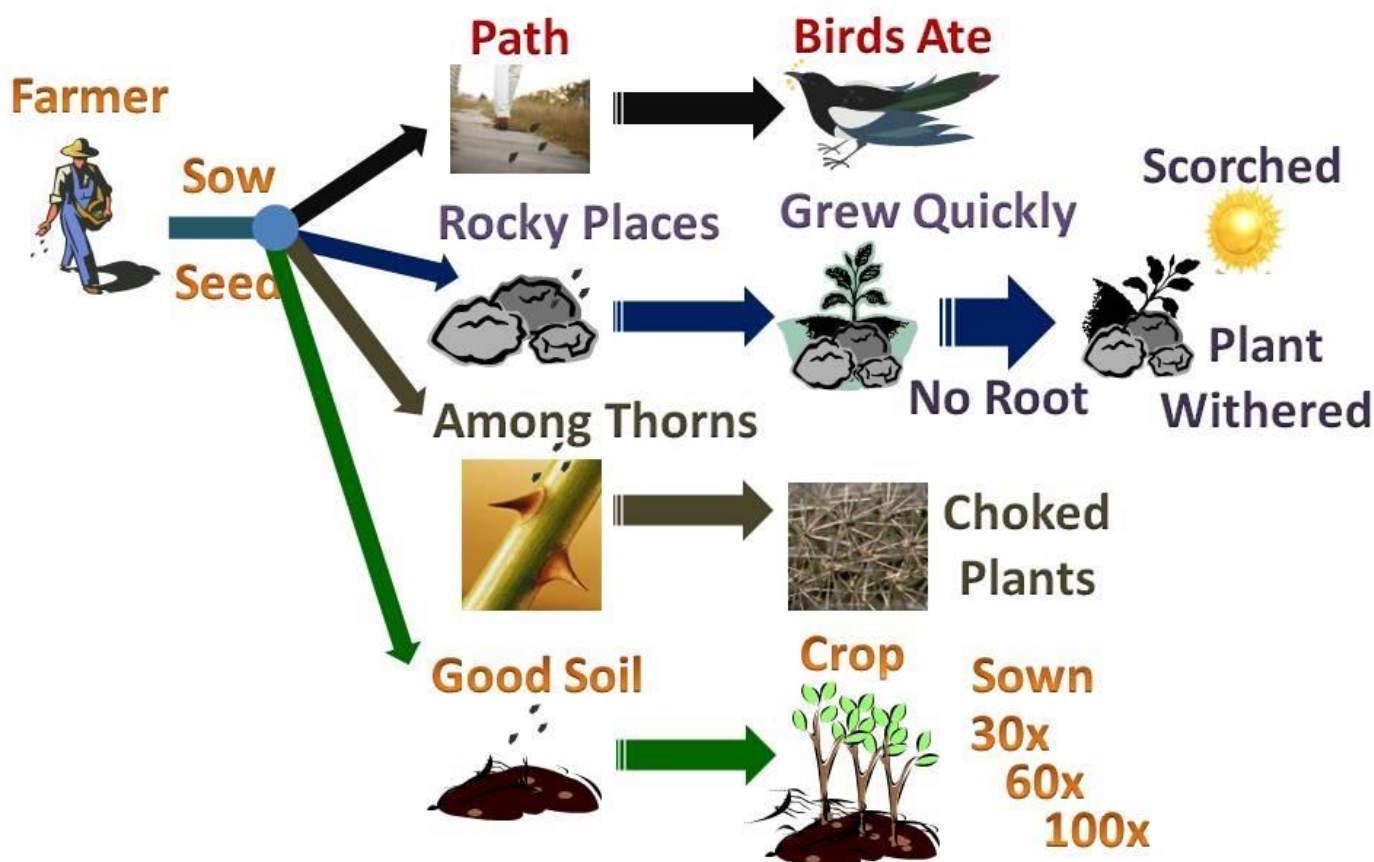 Farmer
Sow
Seed
Path
Birds Ate
Rocky Places
Grew Quickly
No Root
Scorched
Plant
Withered
Among Thorns
Choked
Plants
Good Soil
Crop
Sown
30x
60x
100x